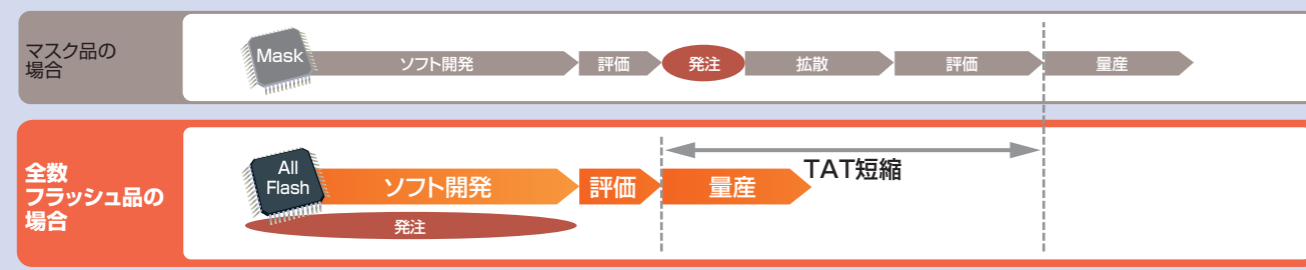 マスク品の
場合
Mask
ソフト開発
評価
発注
拡散
評価
量産
全数
フラッシュ品の
場合
All
Flash
ソフト開発
評価
量産
TAT短縮
発注